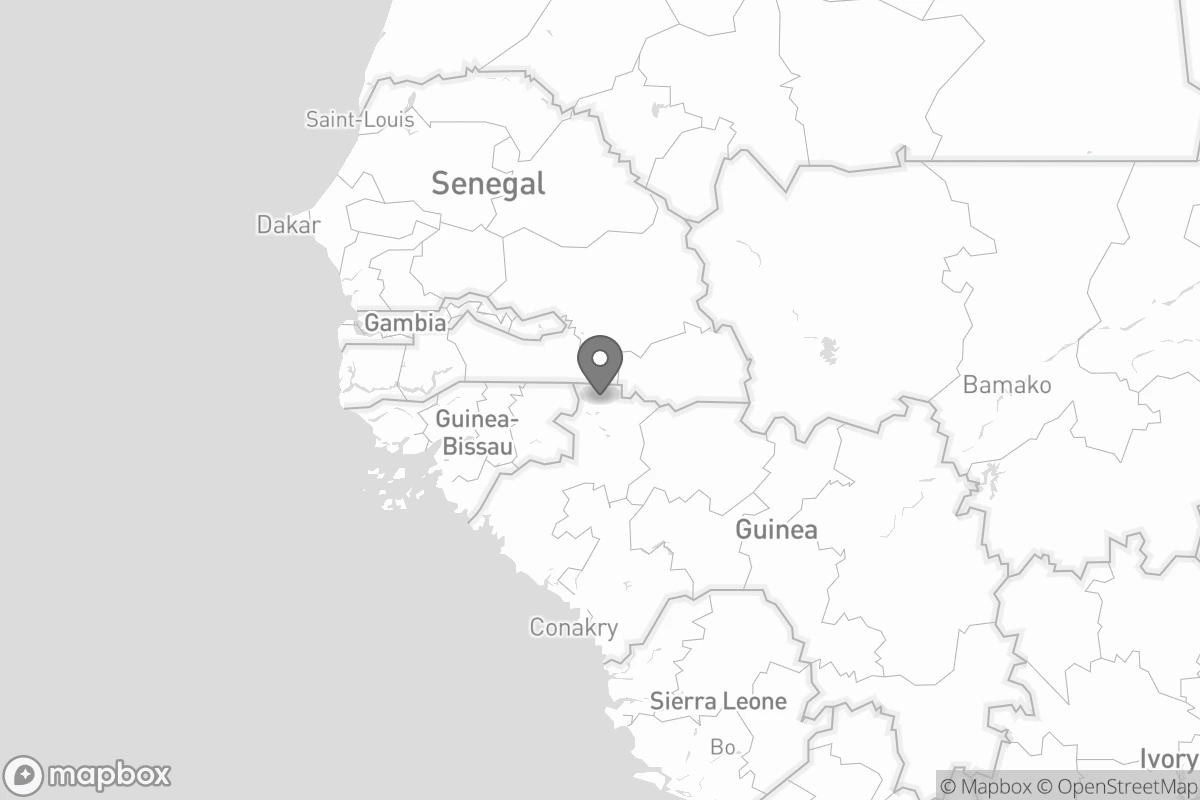 Saint-Louis
Senegal
Dakar
Gambia
Bamako
Guinea-
Bissau
Guinea
Conakry
Sierra Leone
Bo
Ivory
mapbox
© Mapbox © OpenStreetMap